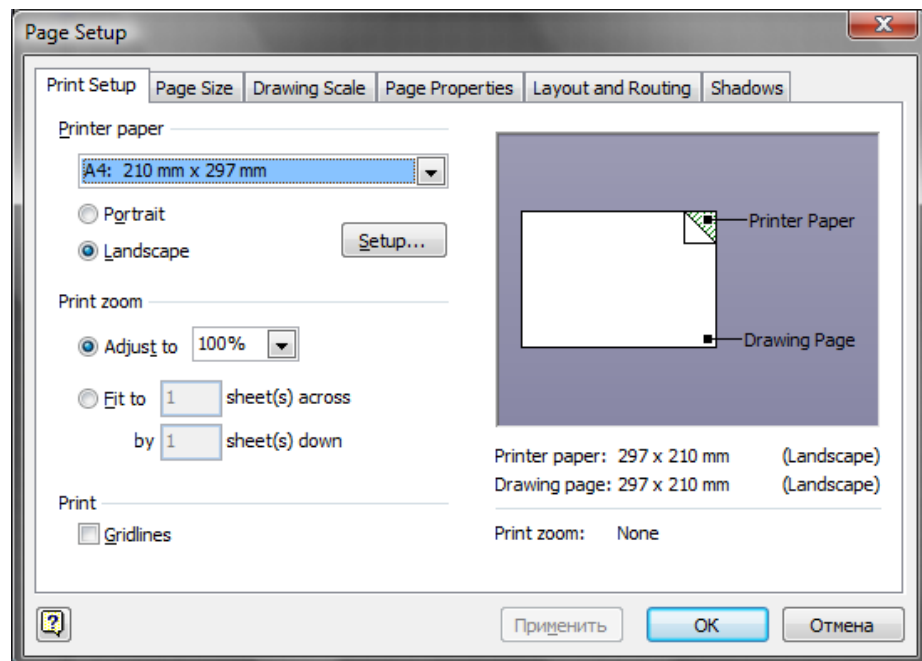 Page Setup
Print Setup Page Size Drawing Scale Page Properties Layout and Routing Shadows
Printer paper
A4: 210 mm x 297 mm
Portrait
Landscape
Setup...
Print zoom
Adjust to 100%
Fit to 1 sheet(s) across
by 1 sheet(s) down
Print
Gridlines
Printer Paper
Drawing Page
Printer paper: 297 x 210 mm (Landscape)
Drawing page: 297 x 210 mm (Landscape)
Print zoom: None
? Применить OK Отмена